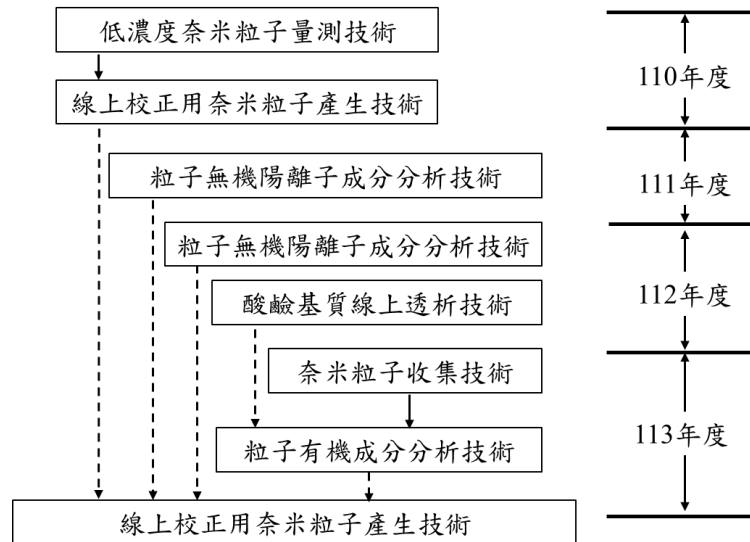 低濃度奈米粒子量測技術
110年度
線上校正用奈米粒子產生技術
粒子無機陽離子成分分析技術
111年度
粒子無機陽離子成分分析技術
酸鹼基質線上透析技術
112年度
奈米粒子收集技術
粒子有機成分分析技術
113年度
線上校正用奈米粒子產生技術